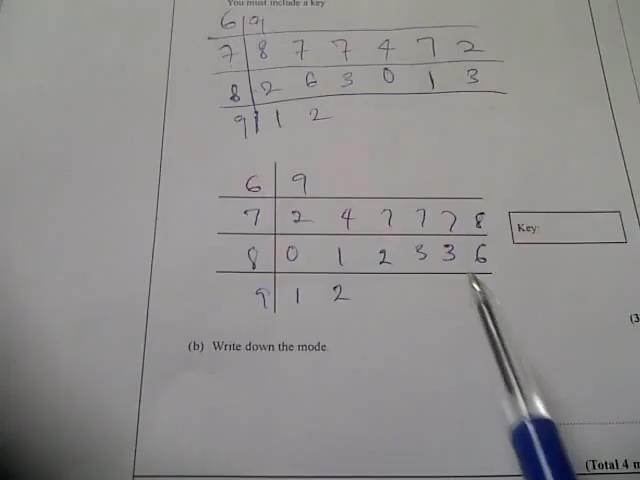 You must include a key
6 | 9
7 | 8 7 7 4 7 2
8 | 2 6 3 0 1 3
9 | 1 2
6 | 9
7 | 2 4 7 7 7 8
8 | 0 1 2 3 3 6
9 | 1 2
Key:
(3
(b) Write down the mode
(Total 4 m